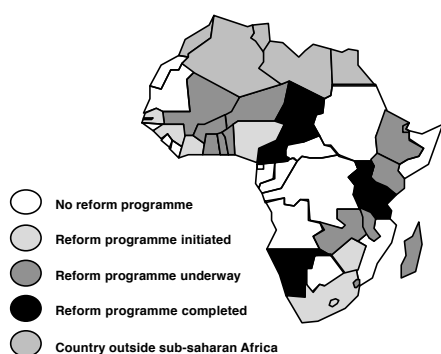 No reform programme
Reform programme initiated
Reform programme underway
Reform programme completed
Country outside sub-saharan Africa